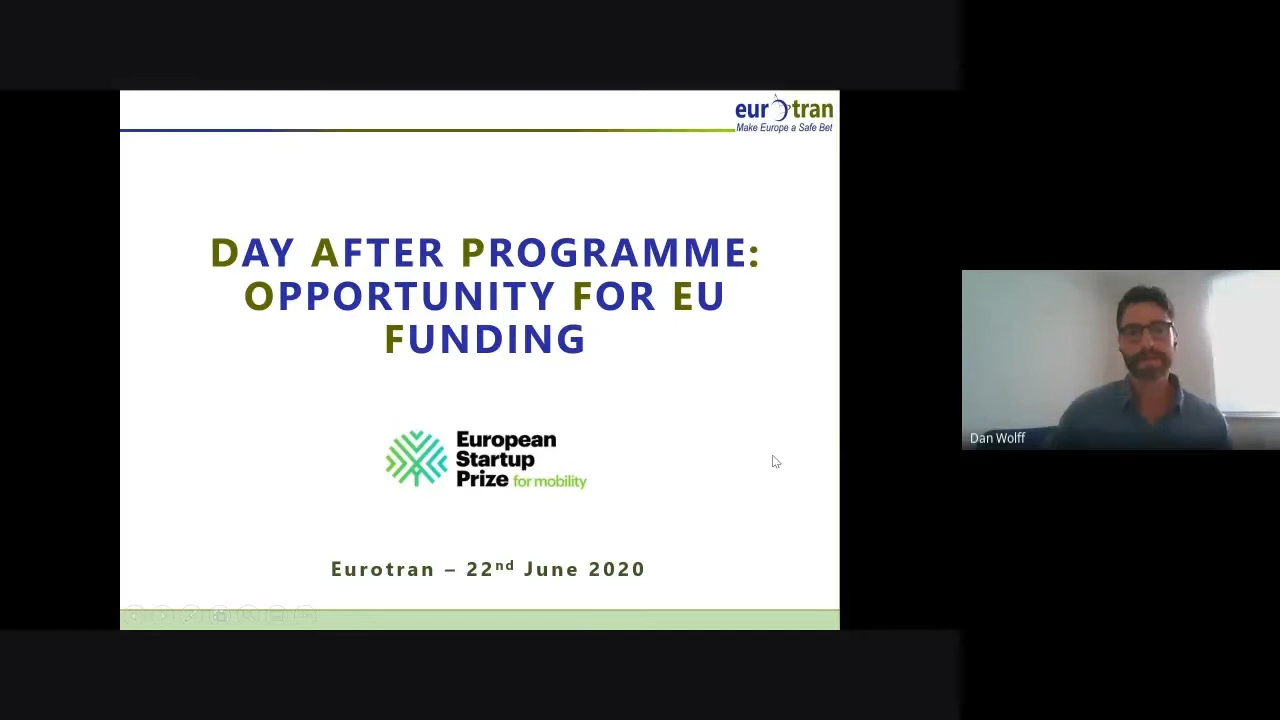 eurotran
Make Europe a Safe Bet
DAY AFTER PROGRAMME:
OPPORTUNITY FOR EU
FUNDING
European
Startup
Prize for mobility
Dan Wolff
Eurotran – 22nd June 2020